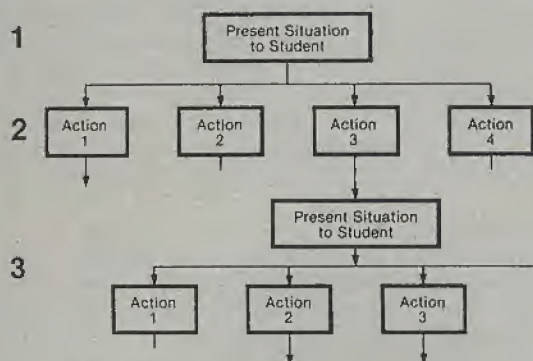 1
Present Situation
to Student
2
Action
1
Action
2
Action
3
Action
4
Present Situation
to Student
3
Action
1
Action
2
Action
3